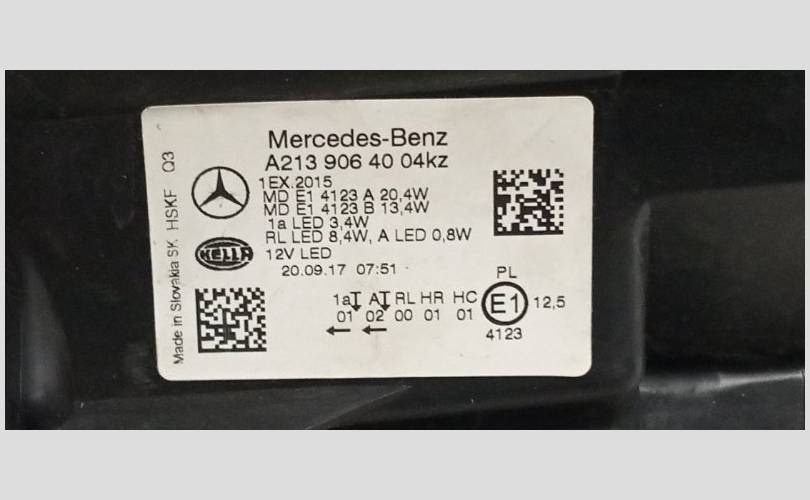 Mercedes-Benz
A213 906 40 04kz
1EX.2015
MD E1 4123 A 20,4W
MD E1 4123 B 13,4W
1a LED 3,4W
RL LED 8,4W, A LED 0,8W
12V LED
20.09.17 07:51
HELLA
Made in Slovakia SK HSKF Q3
PL
1a A RL HR HC
01 02 00 01 01
E1 12,5
4123